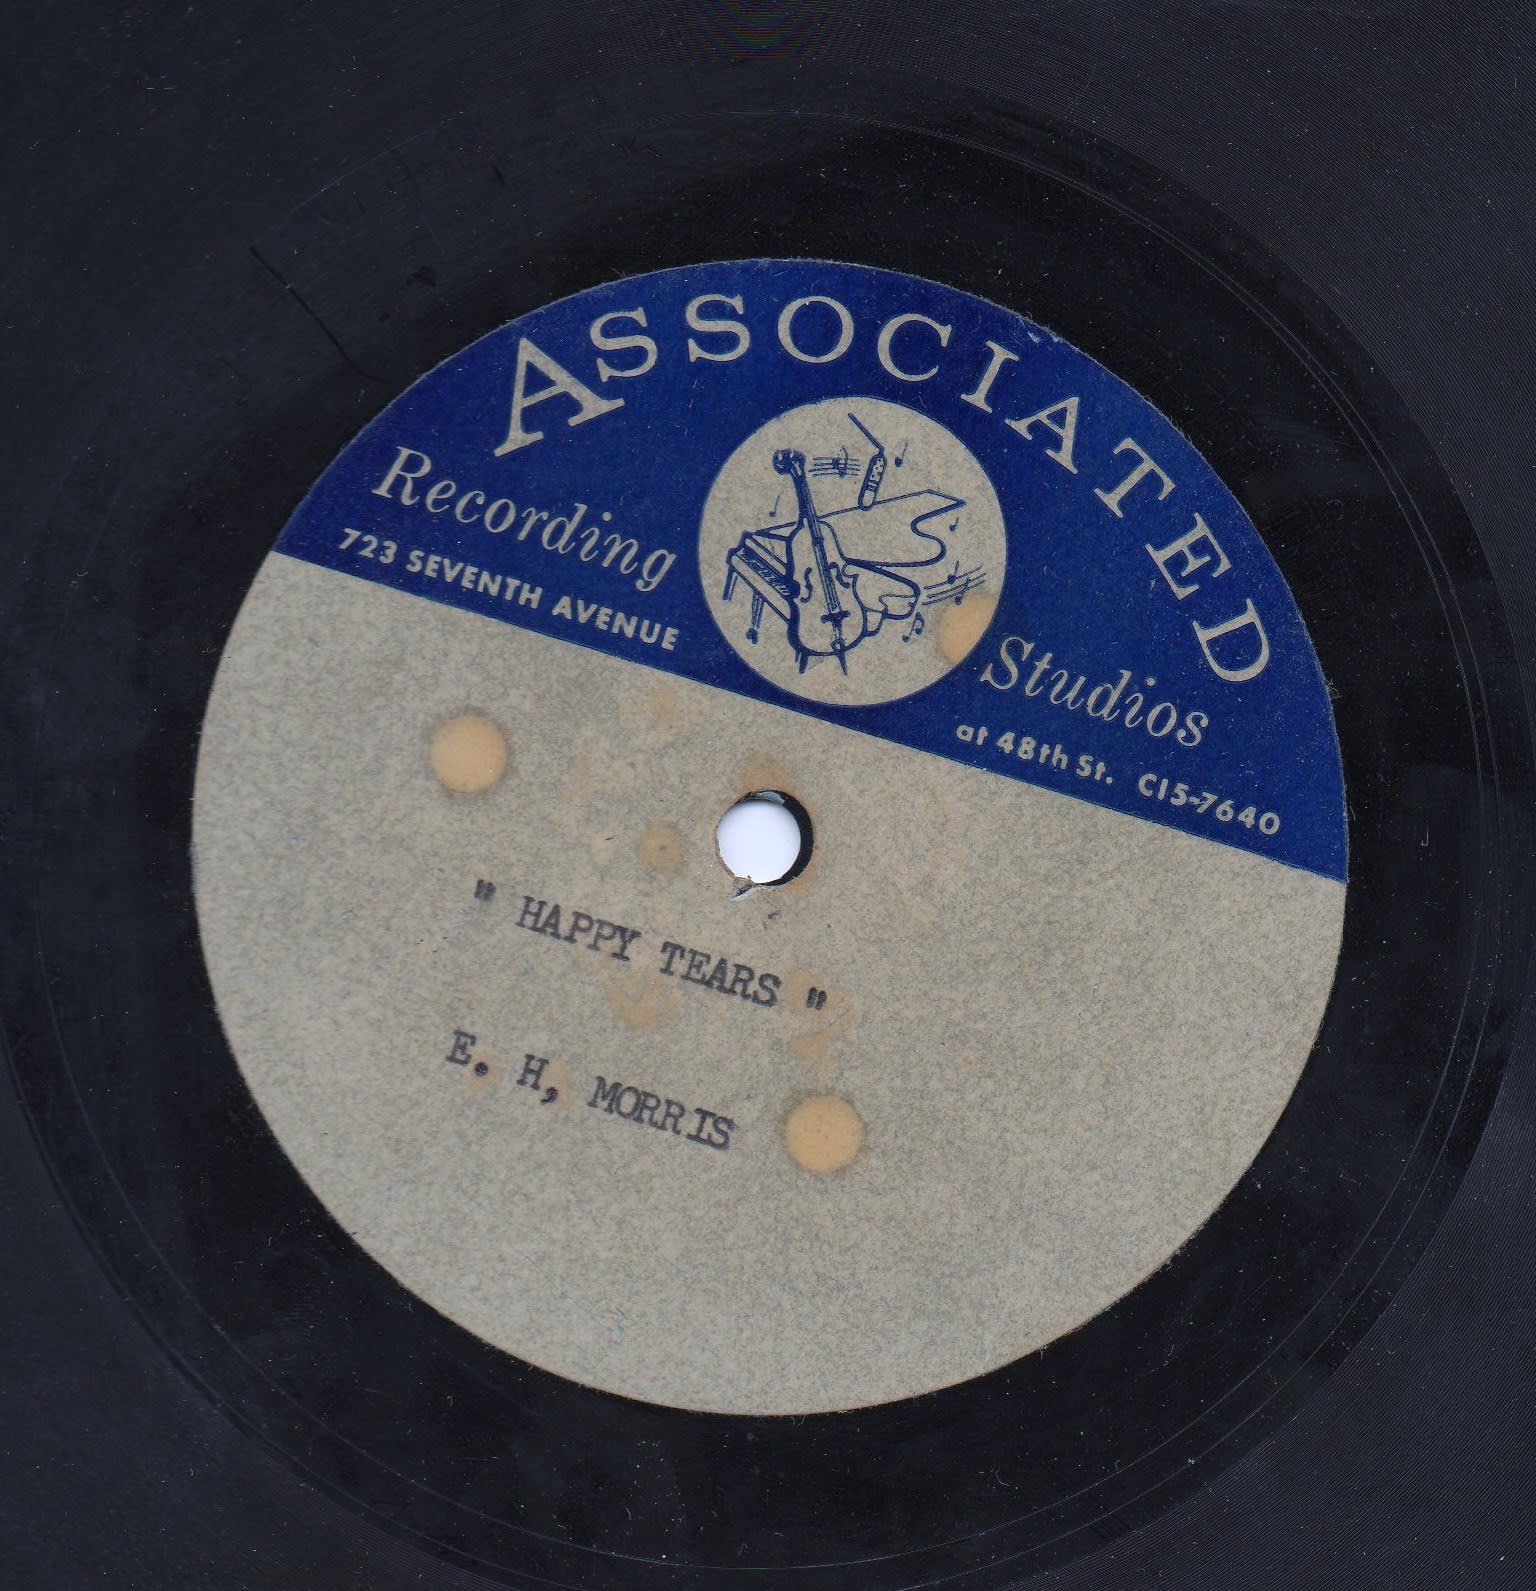 ASSOCIATED
Recording Studios
723 SEVENTH AVENUE at 48th St. CI5-7640
" HAPPY TEARS "
E. H, MORRIS